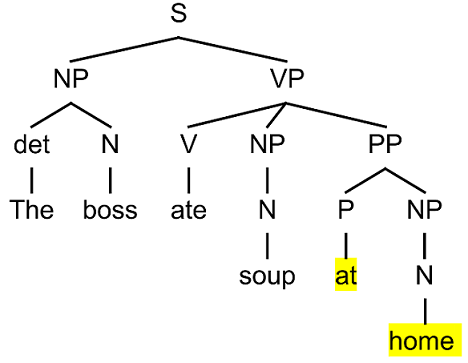 S
NP VP
det N V NP PP
The boss ate N P NP
soup at N
home